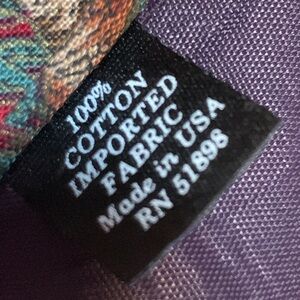 100%
COTTON
IMPORTED
FABRIC
Made in USA
RN 51898